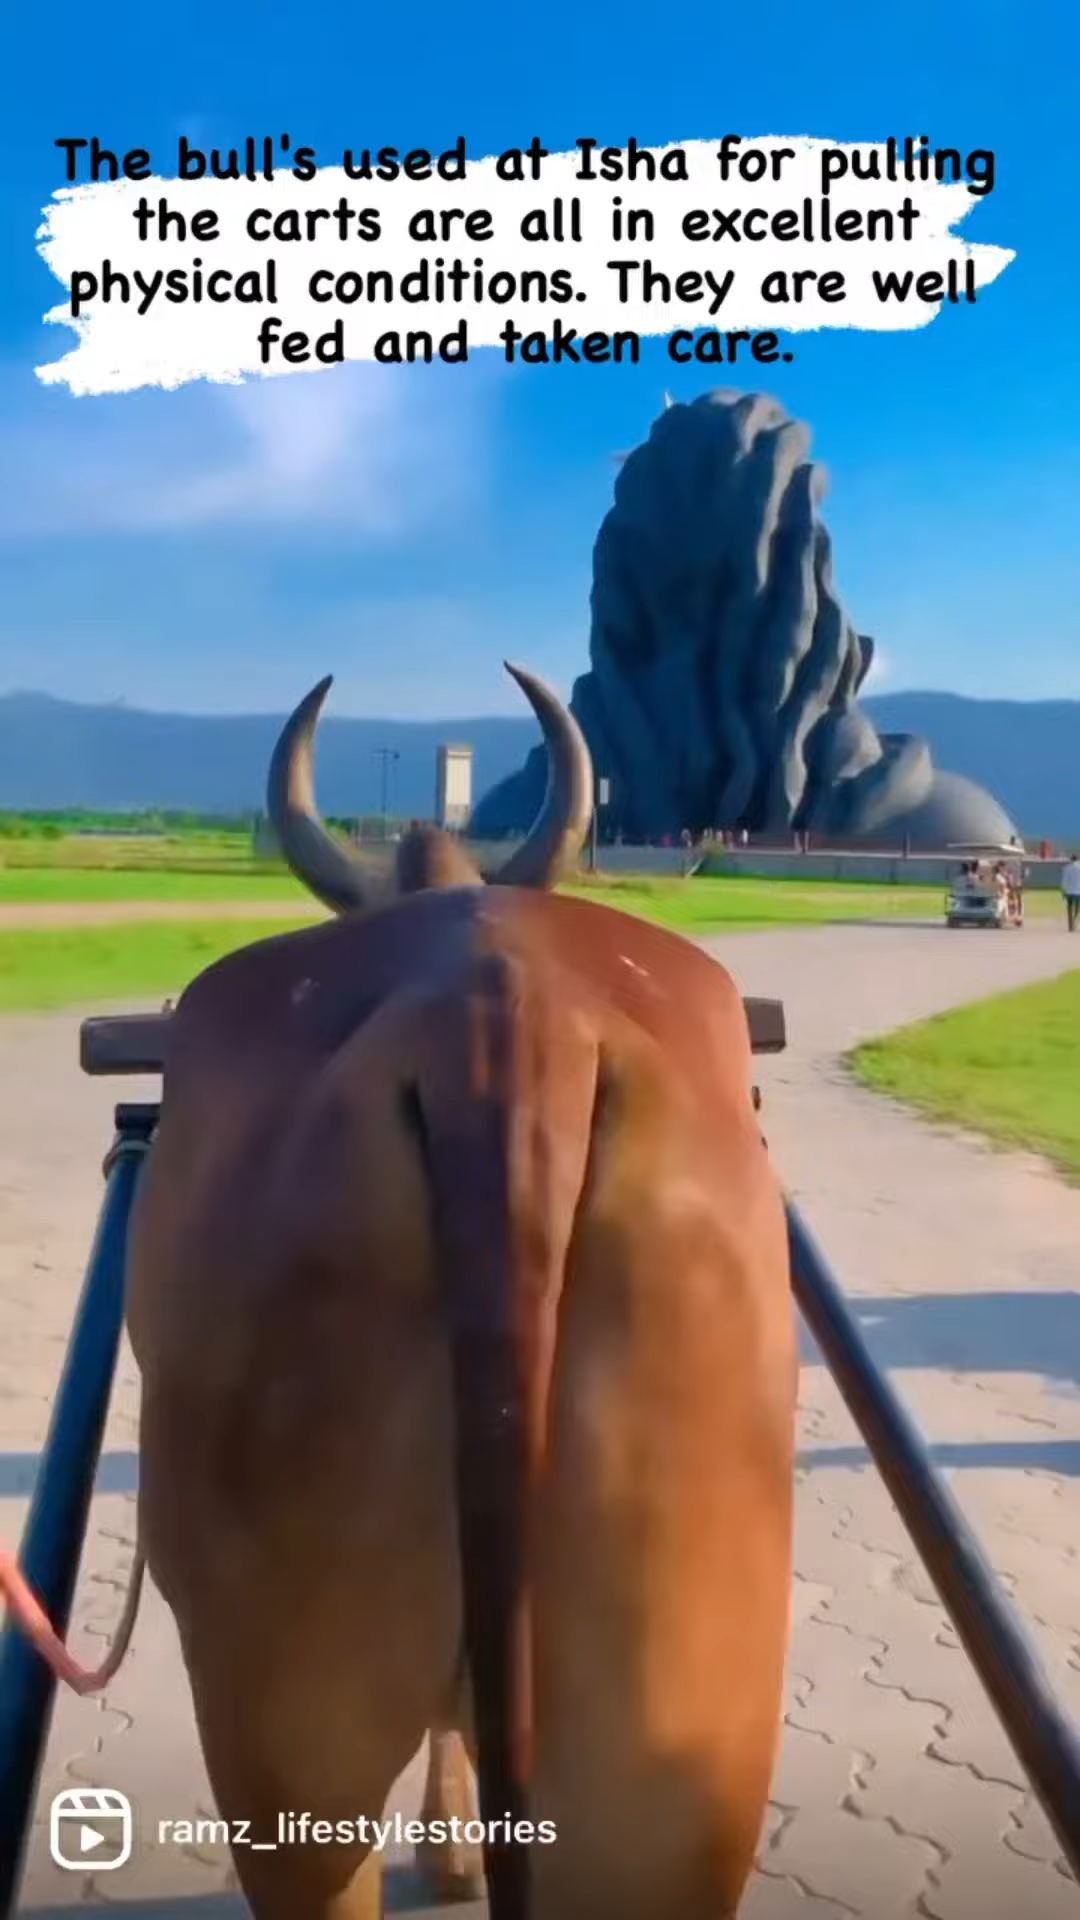 The bull's used at Isha for pulling
the carts are all in excellent
physical conditions. They are well
fed and taken care.
ramz_lifestylestories